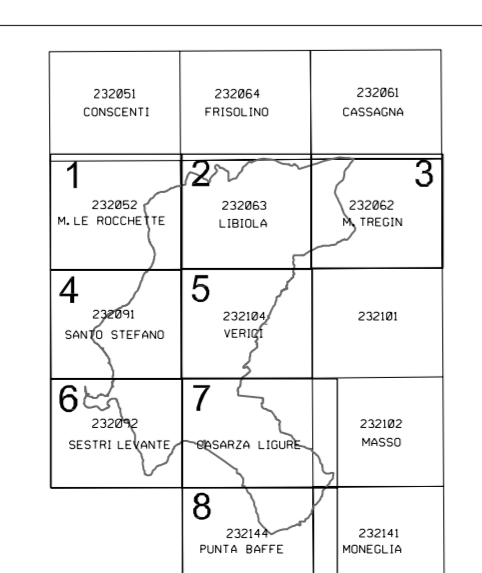 232051
CONSCENTI
232064
FRISOLINO
232061
CASSAGNA
1
232052
M. LE ROCCHETTE
2
232063
LIBIOLA
3
232062
M. TREGIN
4
232091
SANTO STEFANO
5
232104
VERICI
232101
6
232092
SESTRI LEVANTE
7
CASARZA LIGURE
232102
MASSO
8
232144
PUNTA BAFFE
232141
MONEGLIA